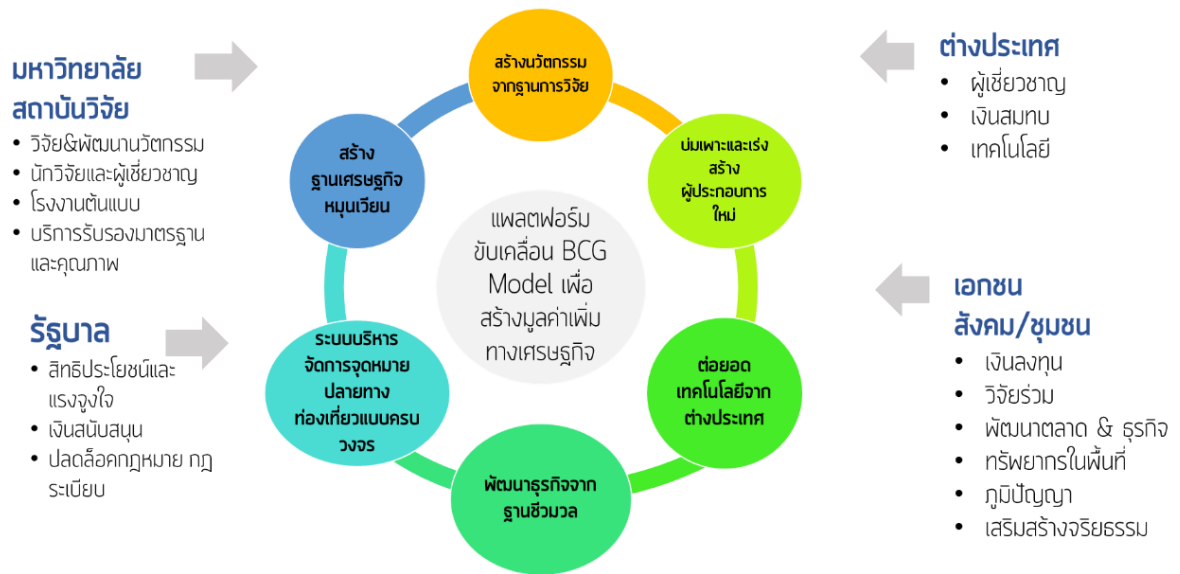 มหาวิทยาลัย
สถาบันวิจัย
• วิจัย&พัฒนานวัตกรรม
• นักวิจัยและผู้เชี่ยวชาญ
• โรงงานต้นแบบ
• บริการรับรองมาตรฐาน
และคุณภาพ
รัฐบาล
• สิทธิประโยชน์และ
แรงจูงใจ
• เงินสนับสนุน
• ปลดล็อคกฎหมาย กฎ
ระเบียบ
สร้างนวัตกรรม
จากฐานการวิจัย
บ่มเพาะและเร่ง
สร้าง
ผู้ประกอบการ
ใหม่
ต่อยอด
เทคโนโลยีจาก
ต่างประเทศ
พัฒนาธุรกิจจาก
ฐานชีวมวล
ระบบบริหาร
จัดการจุดหมาย
ปลายทาง
ท่องเที่ยวแบบครบ
วงจร
สร้าง
ฐานเศรษฐกิจ
หมุนเวียน
แพลตฟอร์ม
ขับเคลื่อน BCG
Model เพื่อ
สร้างมูลค่าเพิ่ม
ทางเศรษฐกิจ
ต่างประเทศ
• ผู้เชี่ยวชาญ
• เงินสมทบ
• เทคโนโลยี
เอกชน
สังคม/ชุมชน
• เงินลงทุน
• วิจัยร่วม
• พัฒนาตลาด & ธุรกิจ
• ทรัพยากรในพื้นที่
• ภูมิปัญญา
• เสริมสร้างจริยธรรม